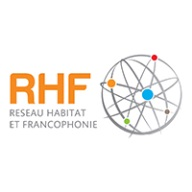 RHF
RESEAU HABITAT
ET FRANCOPHONIE